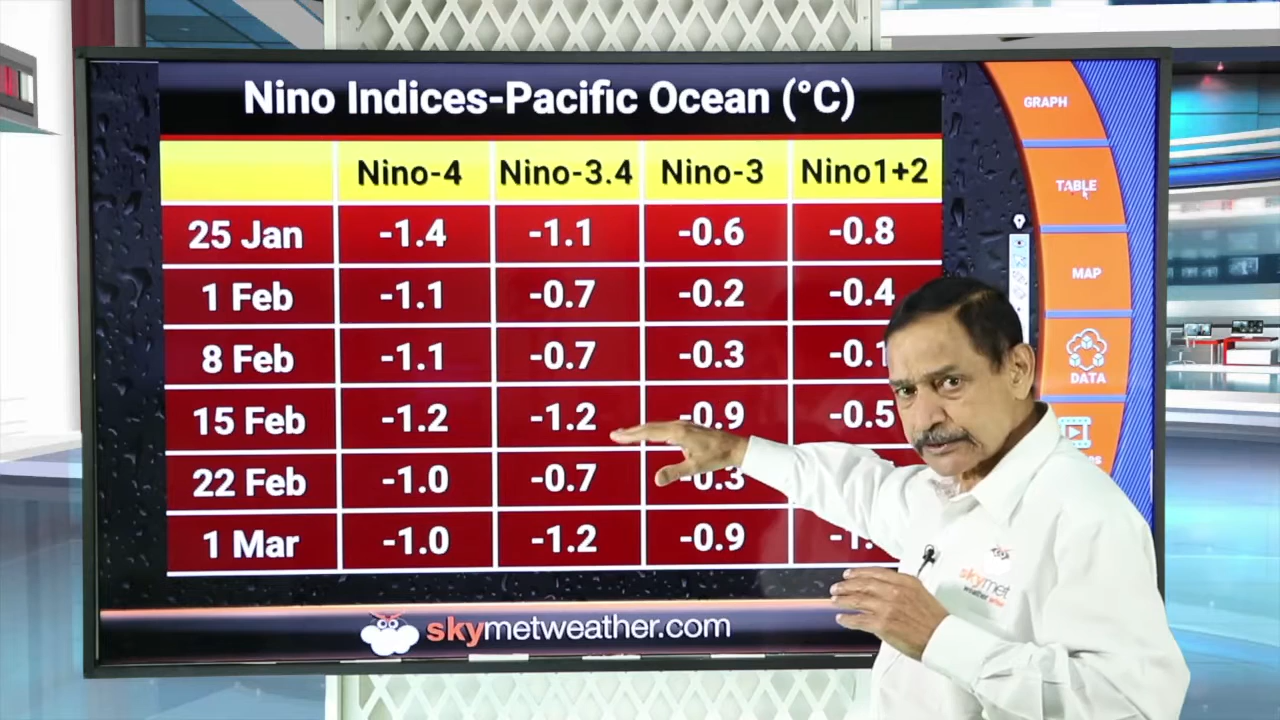 Nino Indices-Pacific Ocean (°C)
Nino-4 Nino-3.4 Nino-3 Nino1+2
25 Jan -1.4 -1.1 -0.6 -0.8
1 Feb -1.1 -0.7 -0.2 -0.4
8 Feb -1.1 -0.7 -0.3
15 Feb -1.2 -1.2 -0.9 -0.5
22 Feb -1.0 -0.7 -0.3
1 Mar -1.0 -1.2 -0.9
skymetweather.com
GRAPH
TABLE
MAP
DATA
skymet